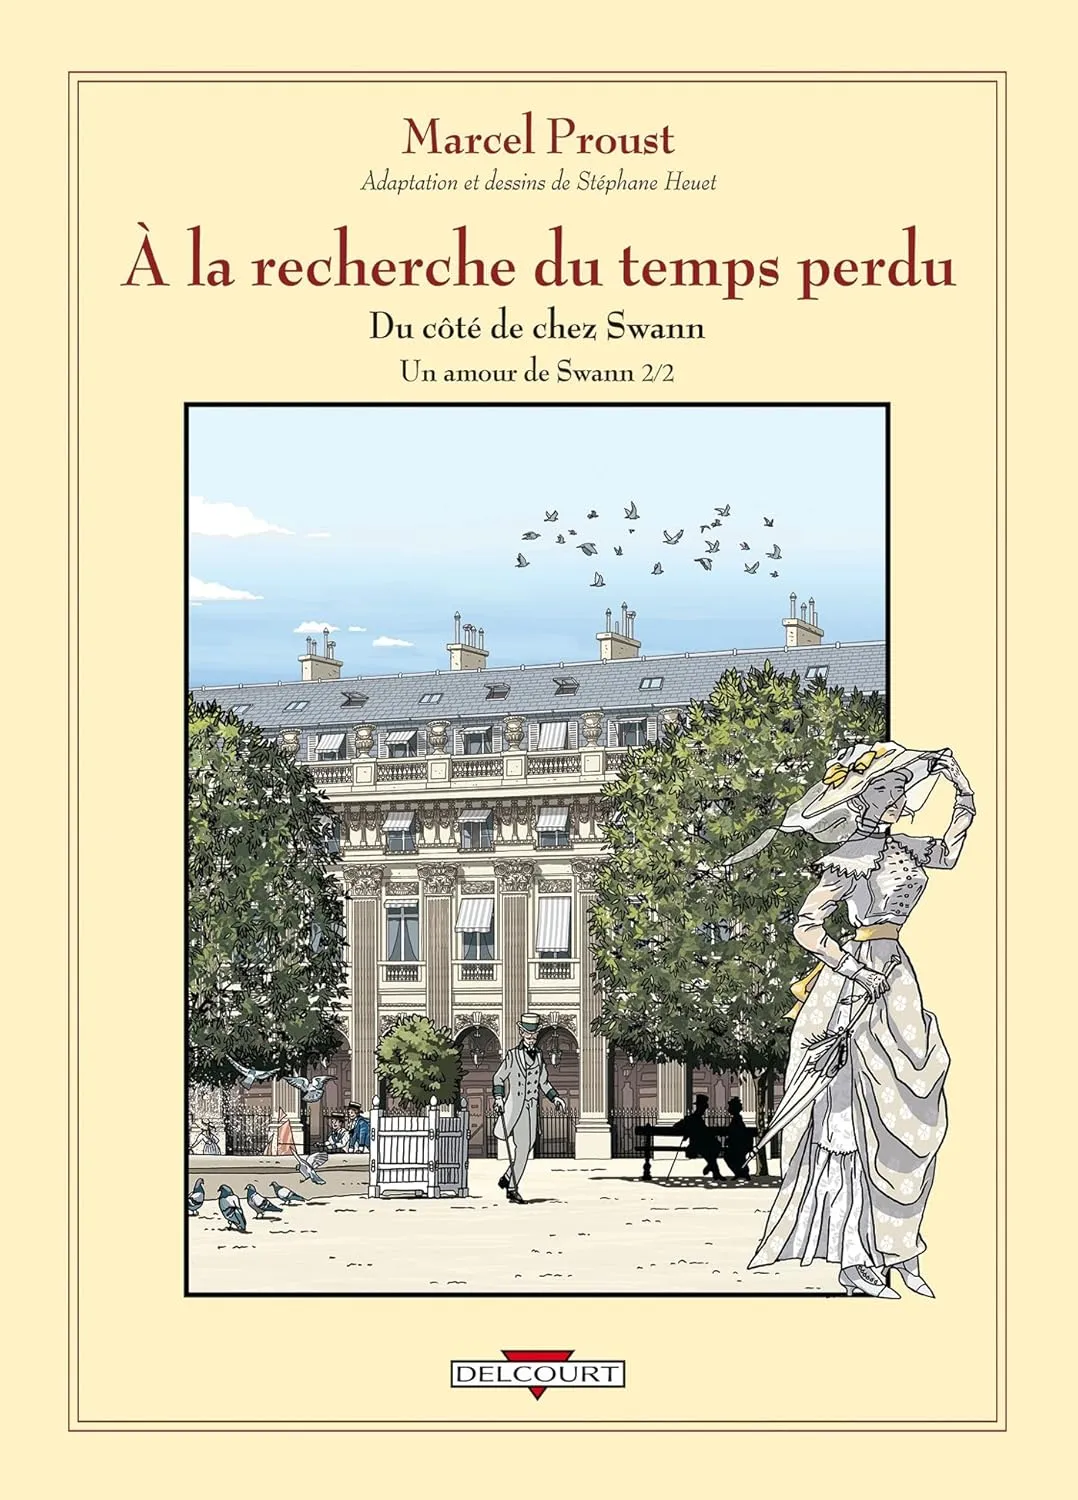 Marcel Proust
Adaptation et dessins de Stéphane Heuet
À la recherche du temps perdu
Du côté de chez Swann
Un amour de Swann 2/2
DELCOURT